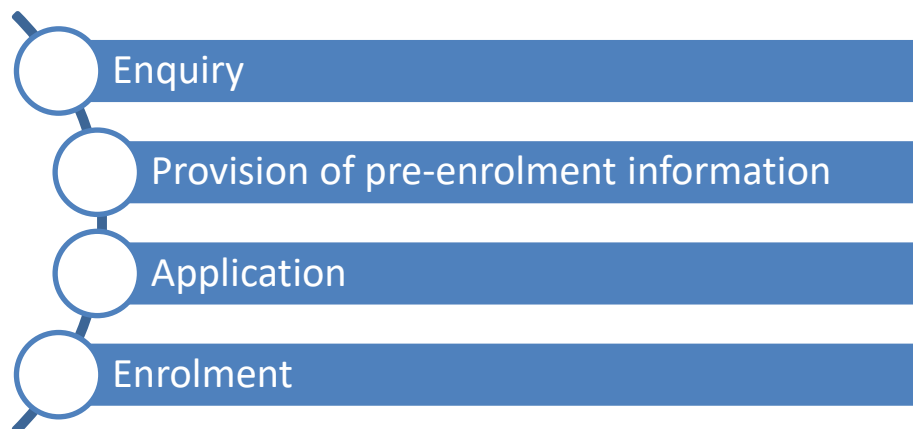 Enquiry
Provision of pre-enrolment information
Application
Enrolment